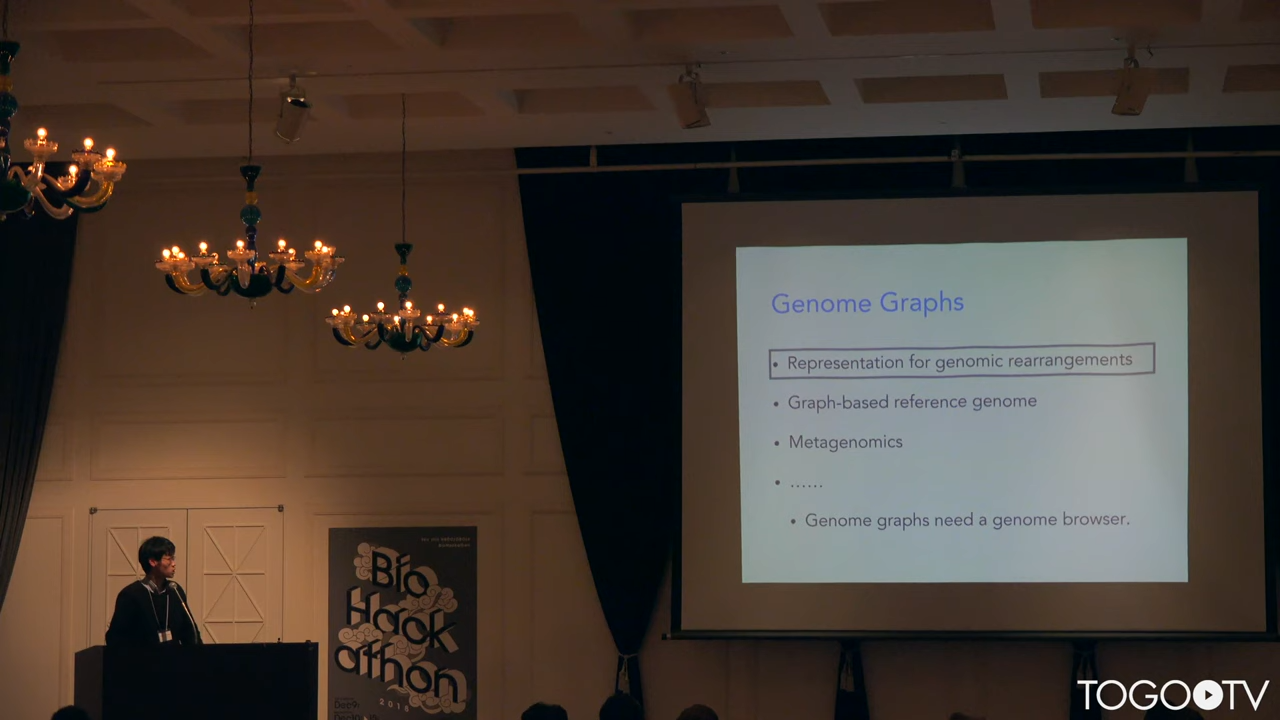 Genome Graphs
• Representation for genomic rearrangements
• Graph-based reference genome
• Metagenomics
• ......
• Genome graphs need a genome browser.
Bio
Hack
athon
2018
TOGOTV